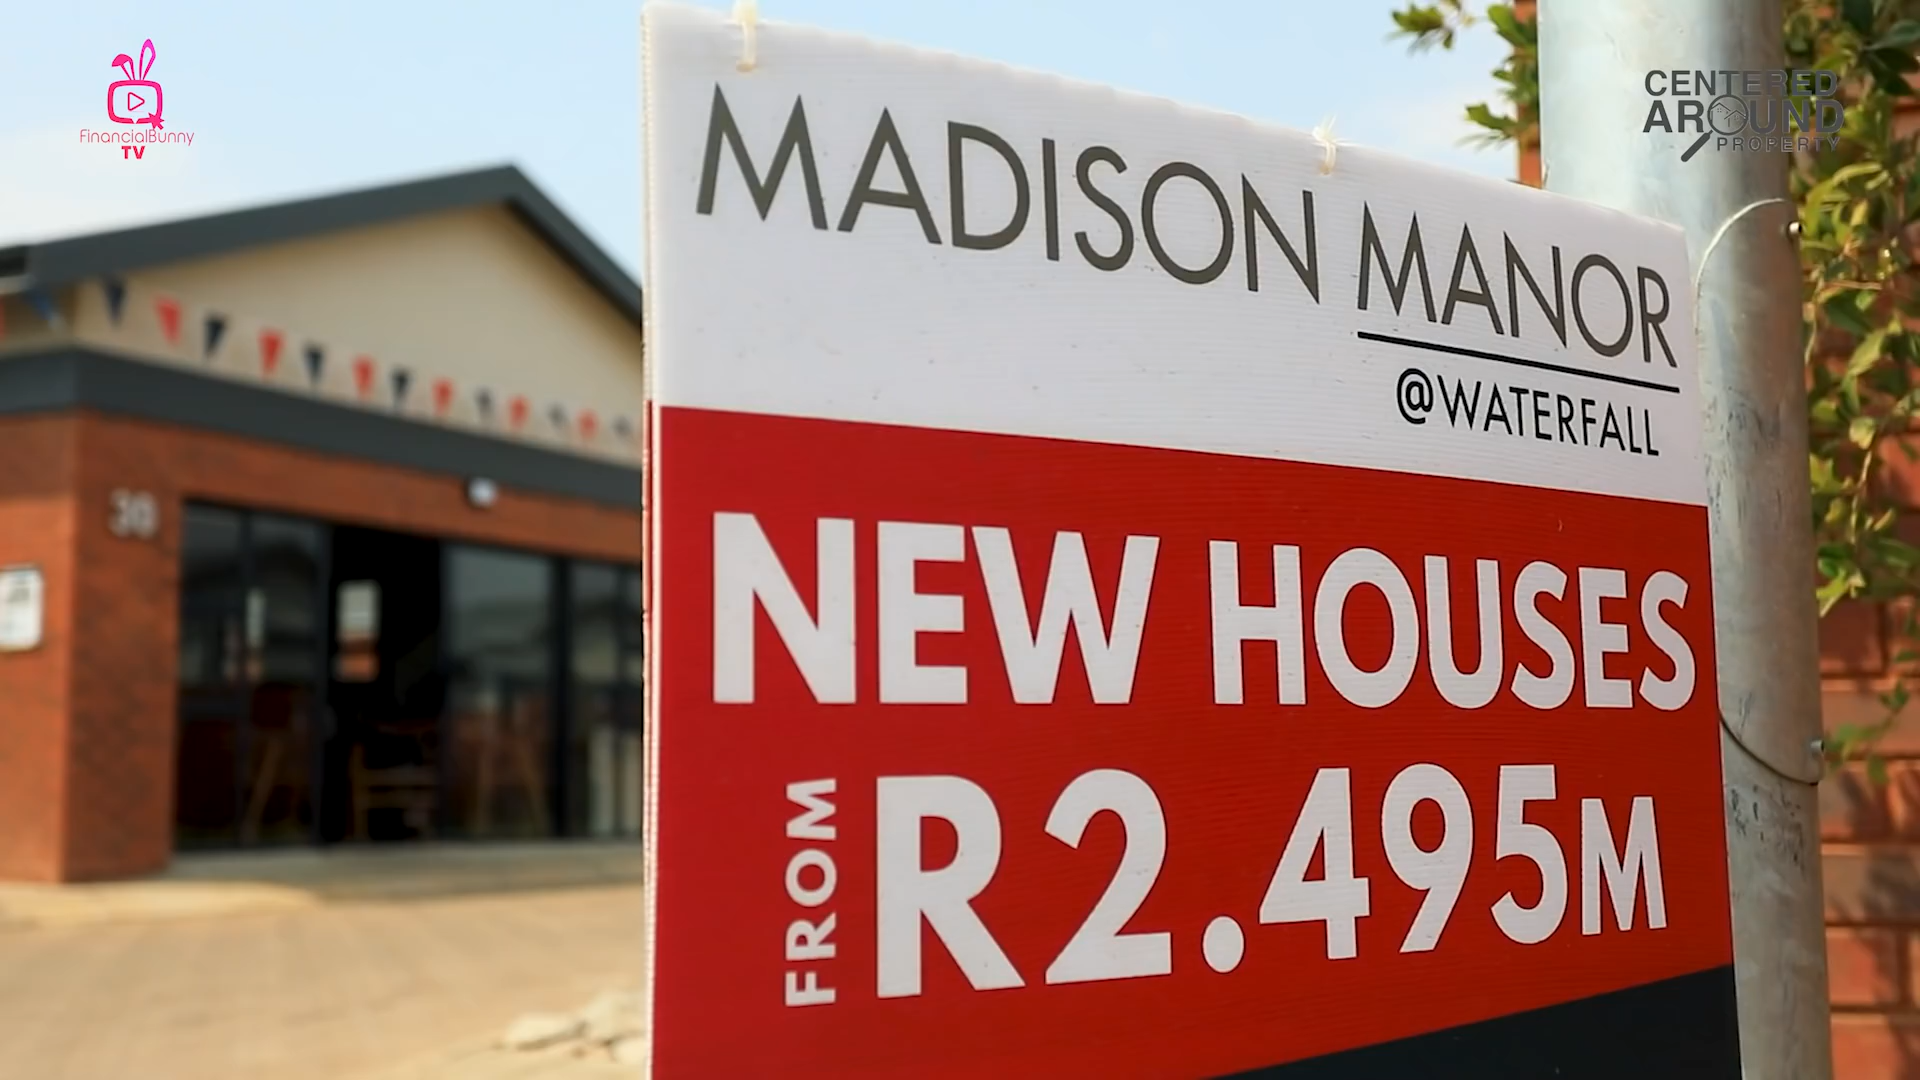 FinancialBunny
TV
CENTERED
AROUND
PROPERTY
MADISON MANOR
@WATERFALL
NEW HOUSES
FROM R2.495M
30